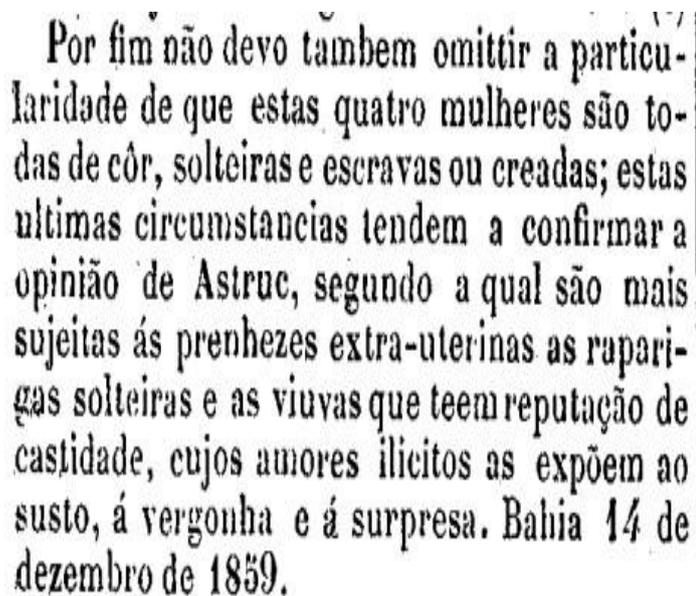 Por fim não devo tambem omittir a particu-
laridade de que estas quatro mulheres são to-
das de côr, solteiras e escravas ou creadas; estas
ultimas circumstancias tendem a confirmar a
opinião de Astruc, segundo a qual são mais
sujeitas ás prenhezes extra-uterinas as rapari-
gas solteiras e as viuvas que teem reputação de
castidade, cujos amores ilicitos as expõem ao
susto, á vergonha e á surpresa. Bahia 14 de
dezembro de 1859.